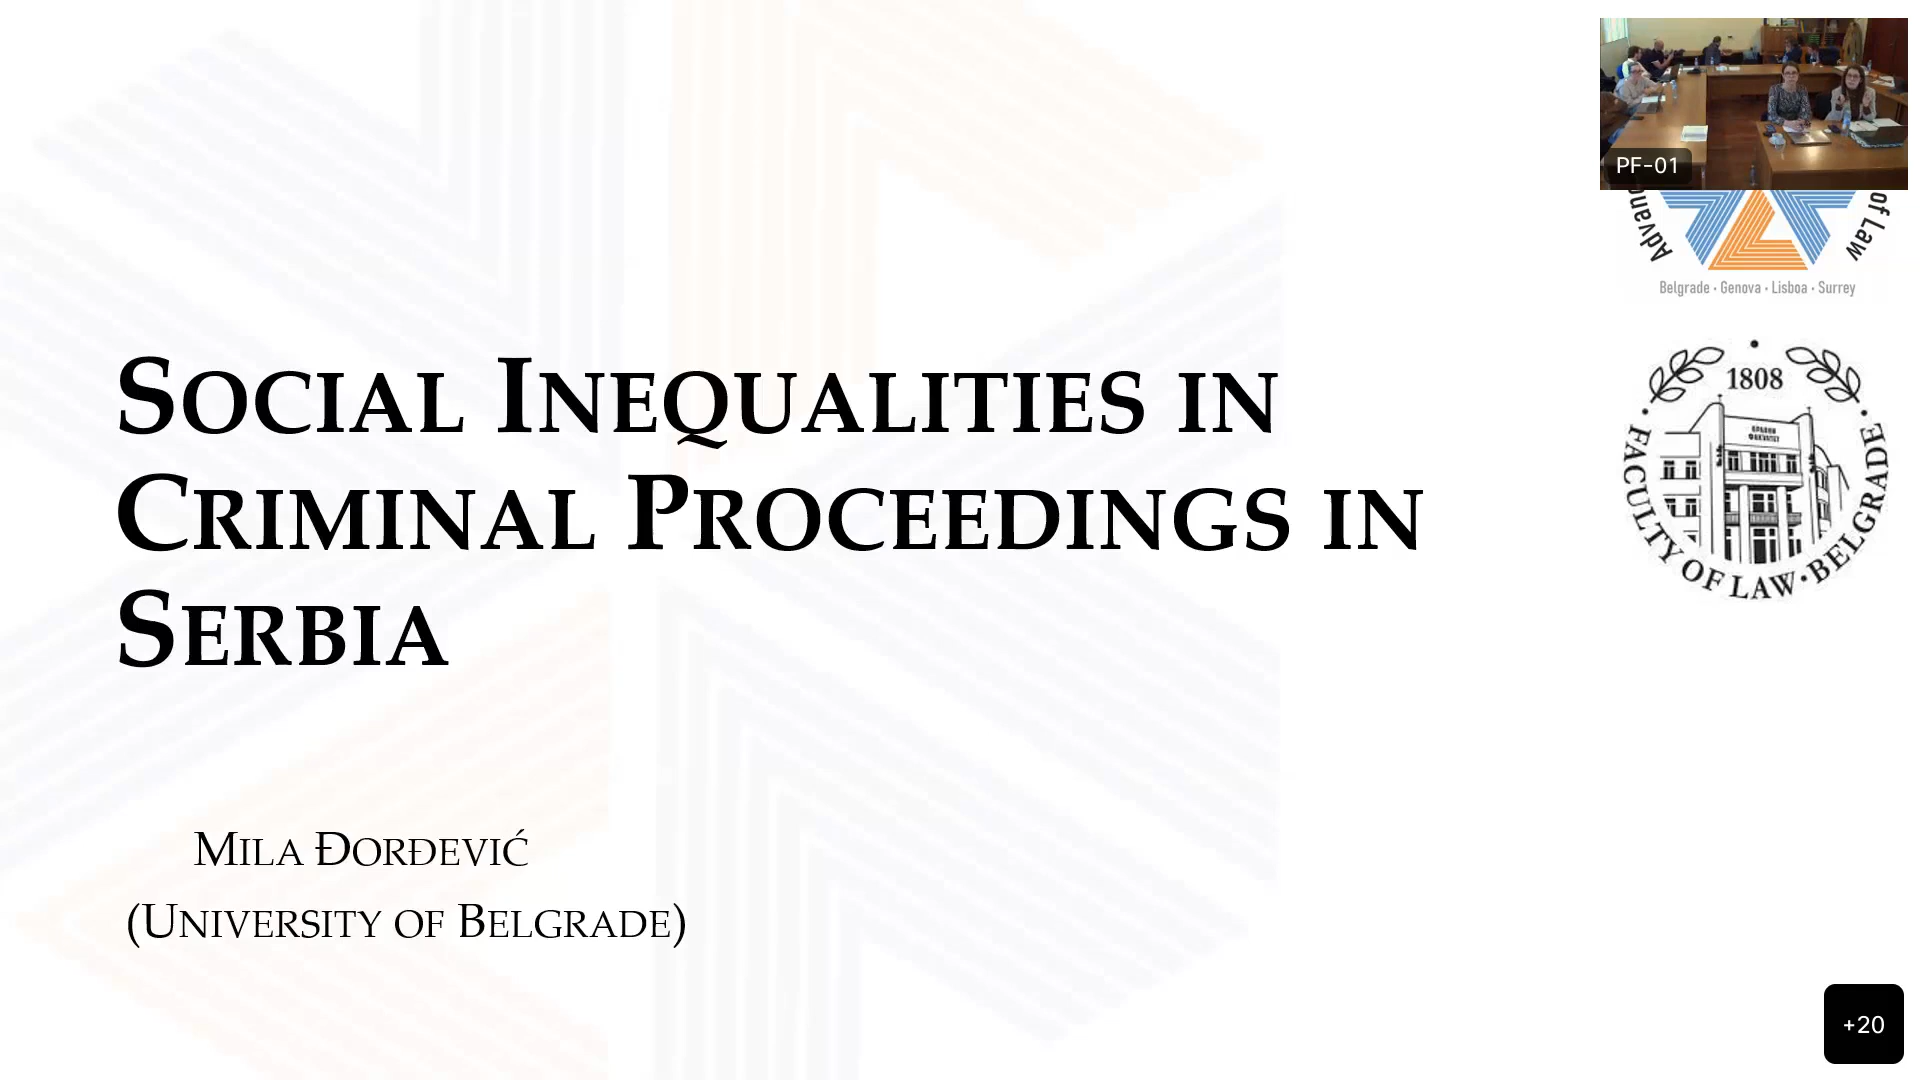 SOCIAL INEQUALITIES IN
CRIMINAL PROCEEDINGS IN
SERBIA
MILA ĐORĐEVIĆ
(UNIVERSITY OF BELGRADE)
PF-01
of Law
Belgrade • Genova • Lisboa • Surrey
1808
FACULTY OF LAW • BELGRADE
+20